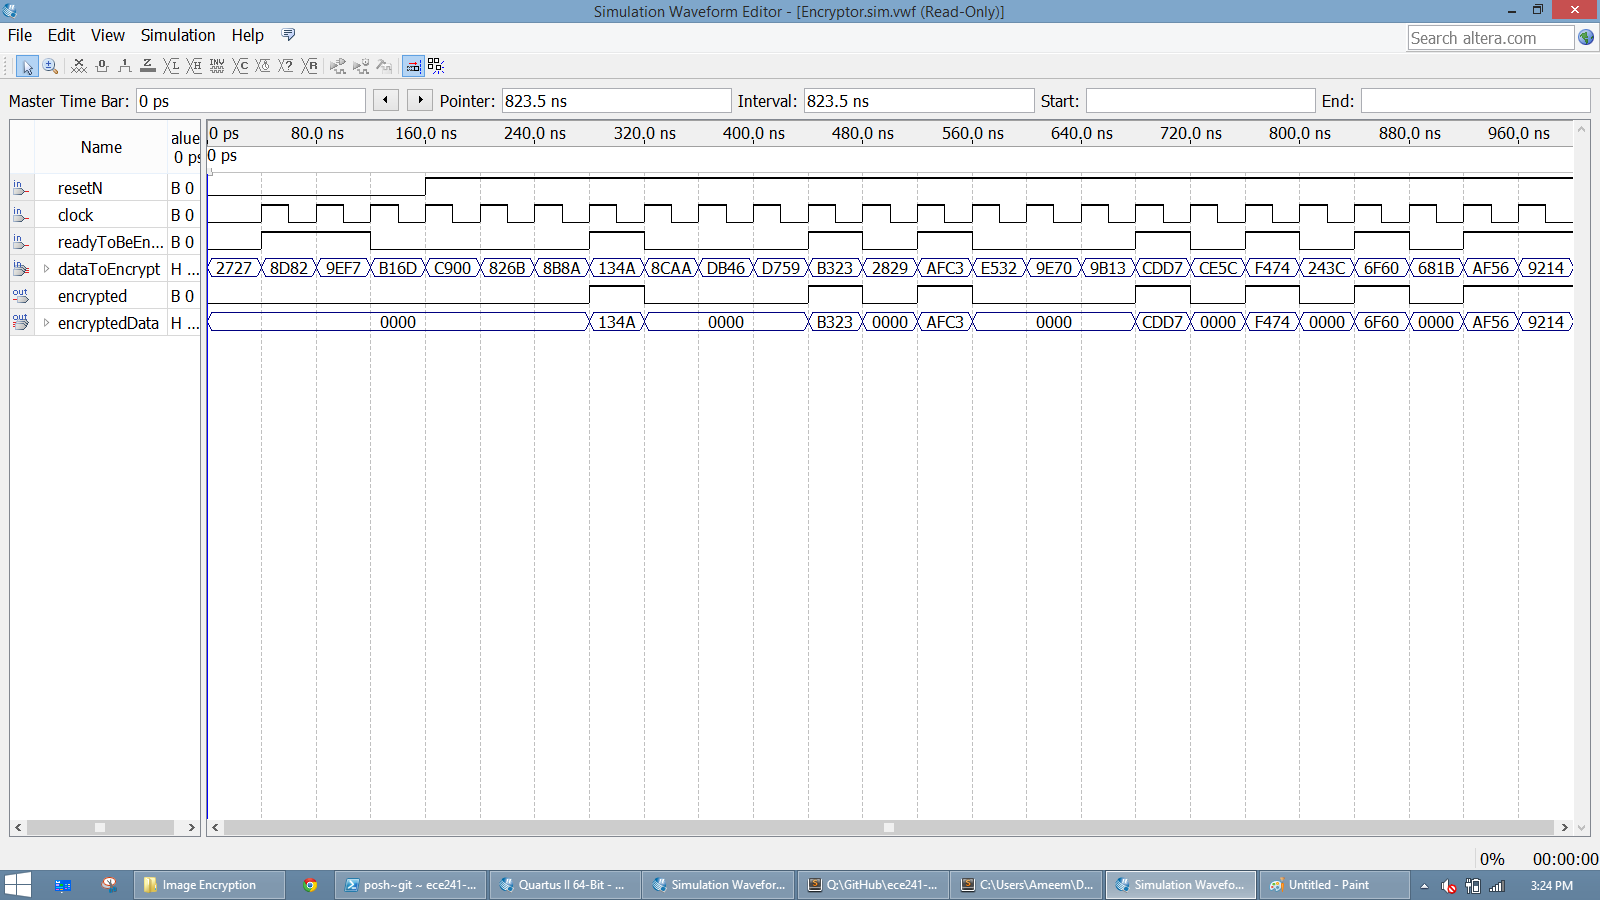 Simulation Waveform Editor - [Encryptor.sim.vwf (Read-Only)]
File Edit View Simulation Help
Search altera.com
Master Time Bar: 0 ps Pointer: 823.5 ns Interval: 823.5 ns Start: End:
Name alue 0 ps
0 ps 80.0 ns 160.0 ns 240.0 ns 320.0 ns 400.0 ns 480.0 ns 560.0 ns 640.0 ns 720.0 ns 800.0 ns 880.0 ns 960.0 ns
0 ps
resetN B 0
clock B 0
readyToBeEn... B 0
dataToEncrypt H ... 2727 8D82 9EF7 B16D C900 826B 8B8A 134A 8CAA DB46 D759 B323 2829 AFC3 E532 9E70 9B13 CDD7 CE5C F474 243C 6F60 681B AF56 9214
encrypted B 0
encryptedData H ... 0000 134A 0000 B323 0000 AFC3 0000 CDD7 0000 F474 0000 6F60 0000 AF56 9214
0% 00:00:00
Image Encryption posh~git ~ ece241-... Quartus II 64-Bit - ... Simulation Wavefor... Q:\GitHub\ece241-... C:\Users\Ameem\D... Simulation Wavefo... Untitled - Paint 3:24 PM